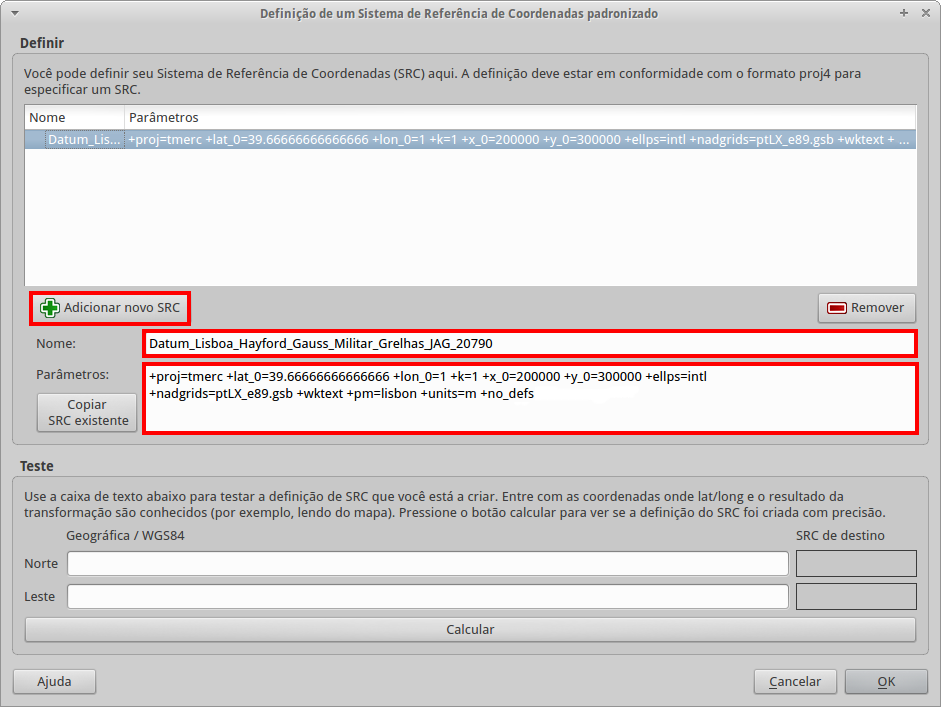 Definição de um Sistema de Referência de Coordenadas padronizado
Definir
Você pode definir seu Sistema de Referência de Coordenadas (SRC) aqui. A definição deve estar em conformidade com o formato proj4 para
especificar um SRC.
Nome Parâmetros
Datum_Lis... +proj=tmerc +lat_0=39.66666666666666 +lon_0=1 +k=1 +x_0=200000 +y_0=300000 +ellps=intl +nadgrids=ptLX_e89.gsb +wktext + ...
Adicionar novo SRC Remover
Nome: Datum_Lisboa_Hayford_Gauss_Militar_Grelhas_JAG_20790
Parâmetros: +proj=tmerc +lat_0=39.66666666666666 +lon_0=1 +k=1 +x_0=200000 +y_0=300000 +ellps=intl
+nadgrids=ptLX_e89.gsb +wktext +pm=lisbon +units=m +no_defs
Copiar
SRC existente
Teste
Use a caixa de texto abaixo para testar a definição de SRC que você está a criar. Entre com as coordenadas onde lat/long e o resultado da
transformação são conhecidos (por exemplo, lendo do mapa). Pressione o botão calcular para ver se a definição do SRC foi criada com precisão.
Geográfica / WGS84 SRC de destino
Norte
Leste
Calcular
Ajuda Cancelar OK